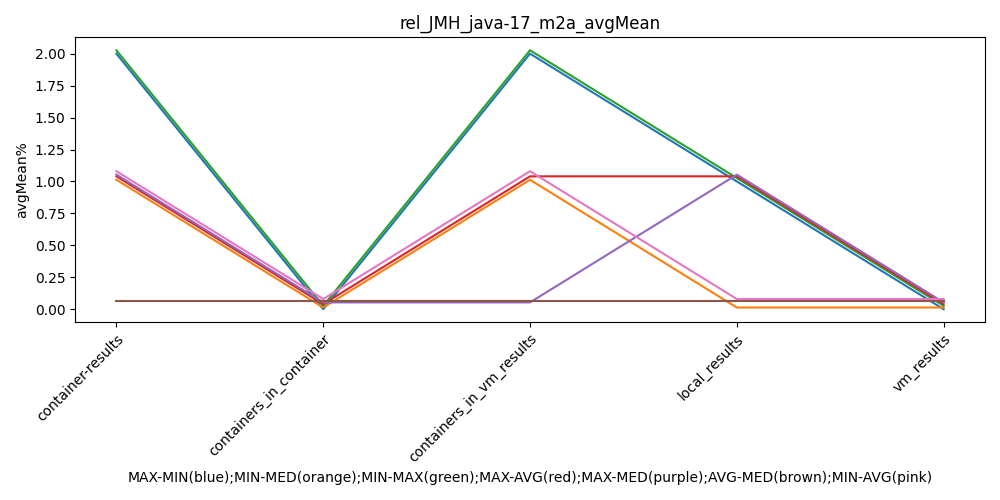 rel_JMH_java-17_m2a_avgMean
avgMean%
2.00
1.75
1.50
1.25
1.00
0.75
0.50
0.25
0.00
container-results
containers_in_container
containers_in_vm_results
local_results
vm_results
MAX-MIN(blue);MIN-MED(orange);MIN-MAX(green);MAX-AVG(red);MAX-MED(purple);AVG-MED(brown);MIN-AVG(pink)